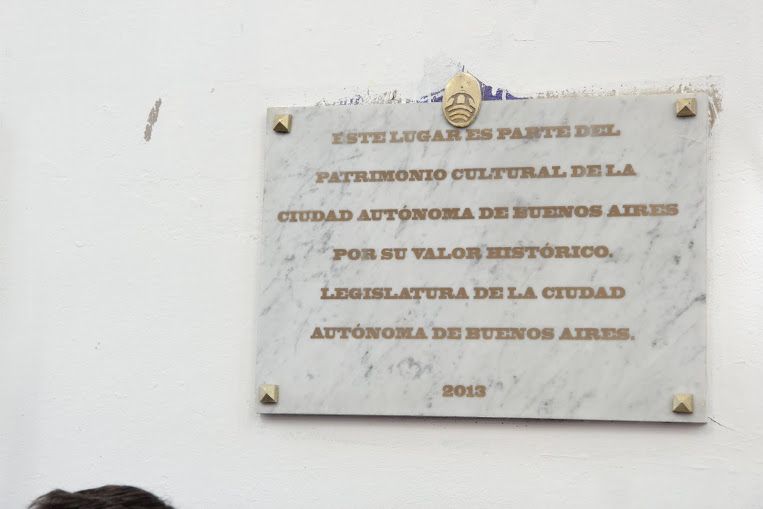 ESTE LUGAR ES PARTE DEL
PATRIMONIO CULTURAL DE LA
CIUDAD AUTÓNOMA DE BUENOS AIRES
POR SU VALOR HISTÓRICO.
LEGISLATURA DE LA CIUDAD
AUTÓNOMA DE BUENOS AIRES.
2013